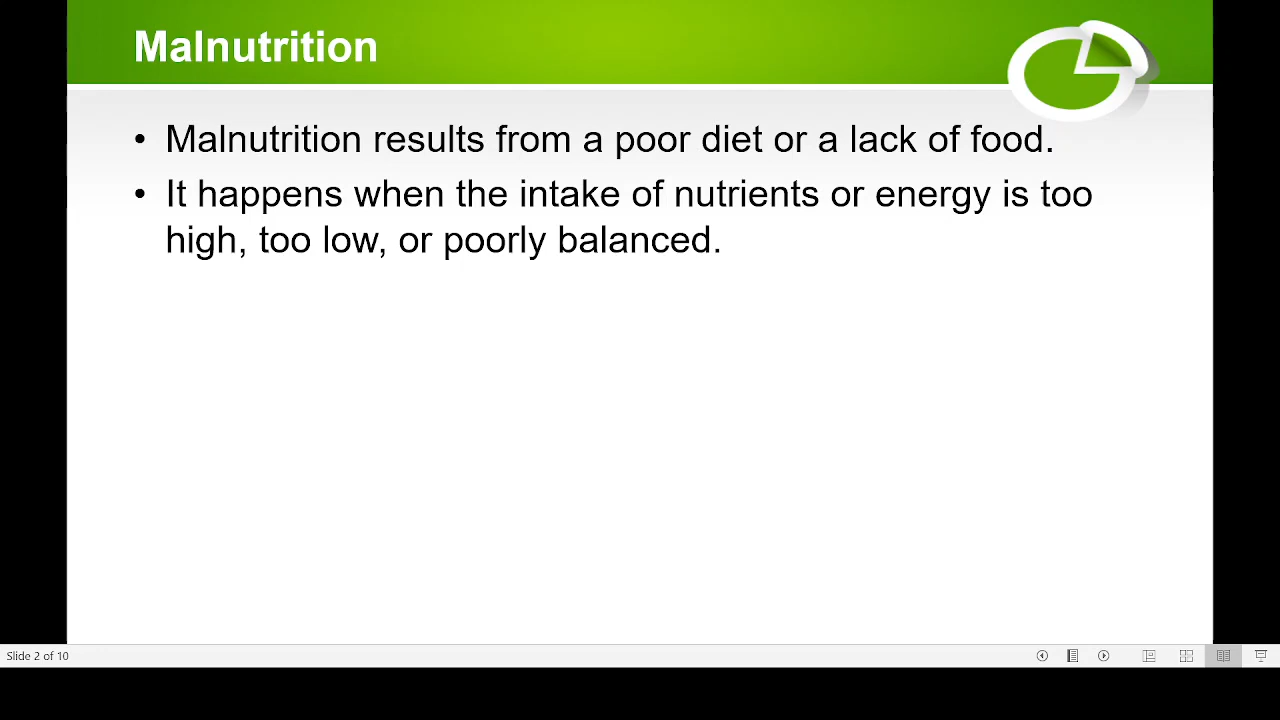 Malnutrition
• Malnutrition results from a poor diet or a lack of food.
• It happens when the intake of nutrients or energy is too
high, too low, or poorly balanced.
Slide 2 of 10